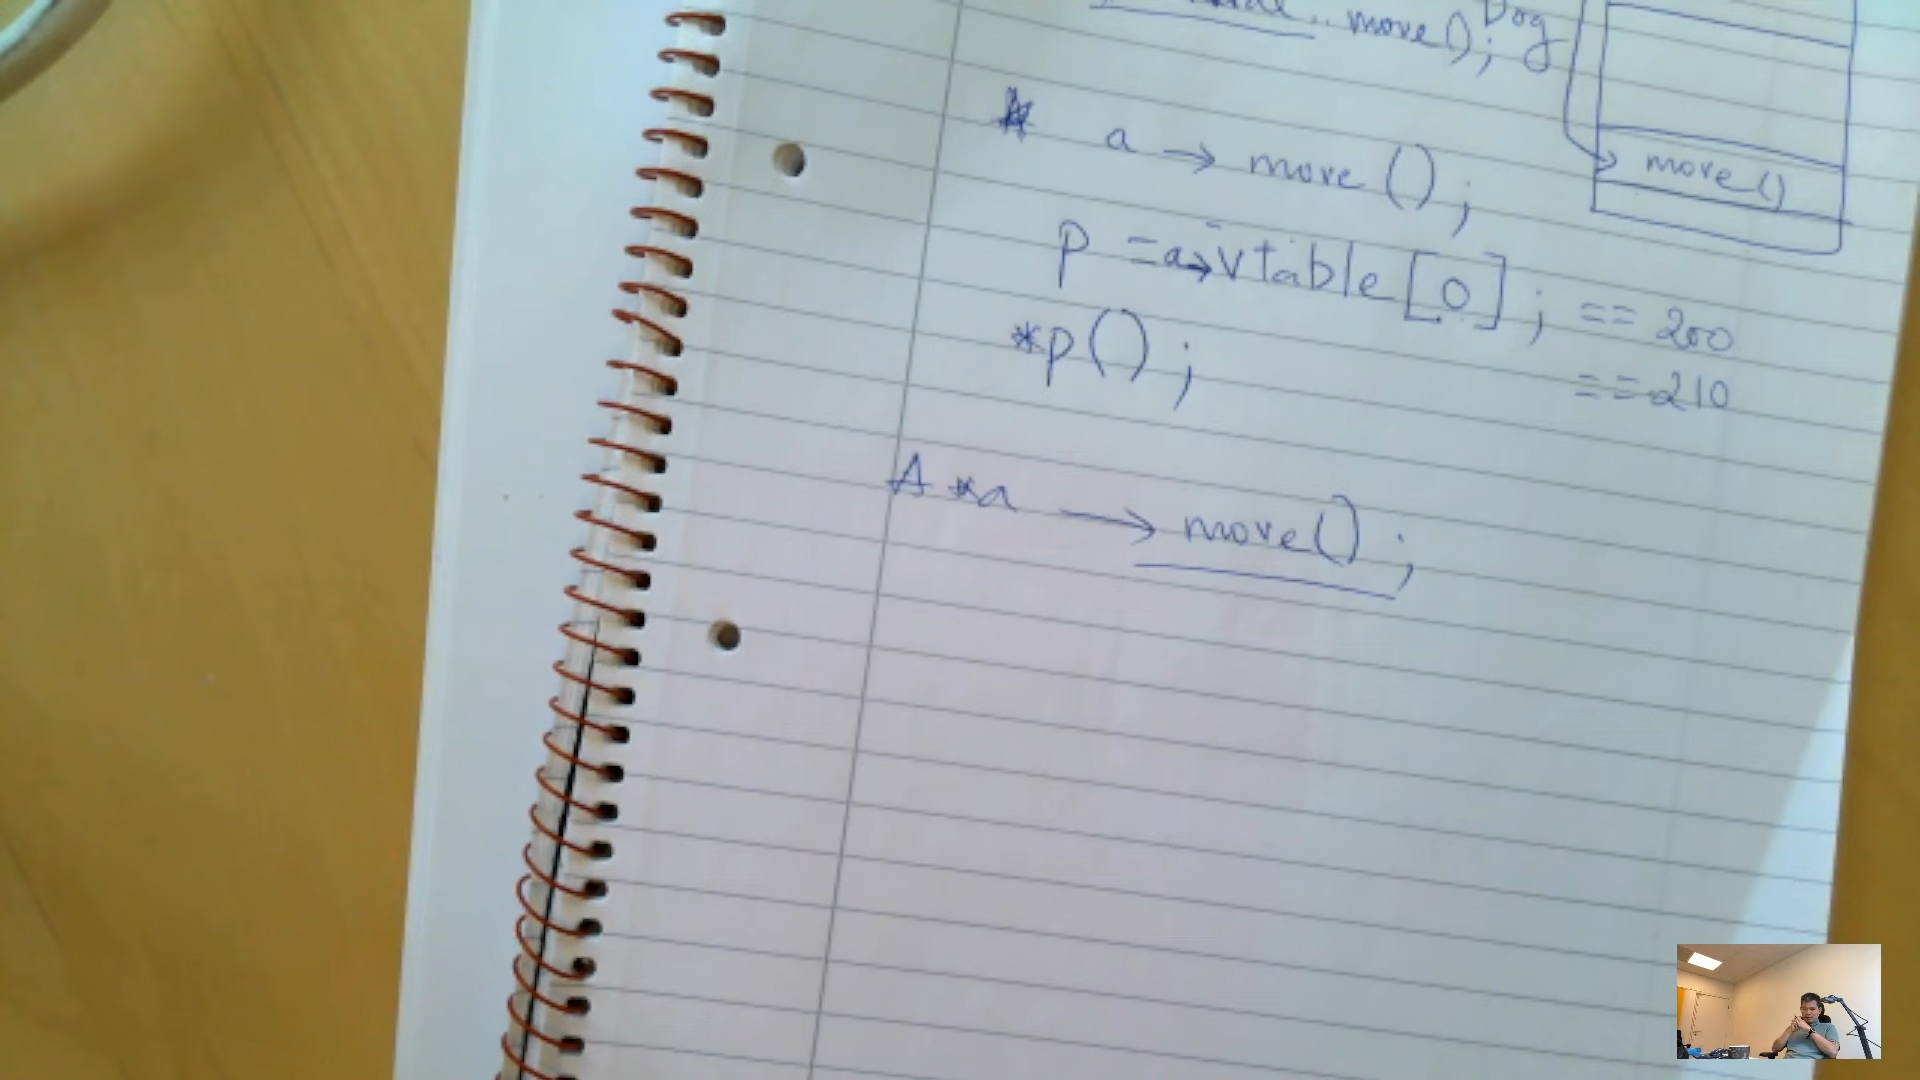 move(); Dog
a → move();
move()
p = a→vtable[0]; == 200
*p(); == 210
A *a → move();